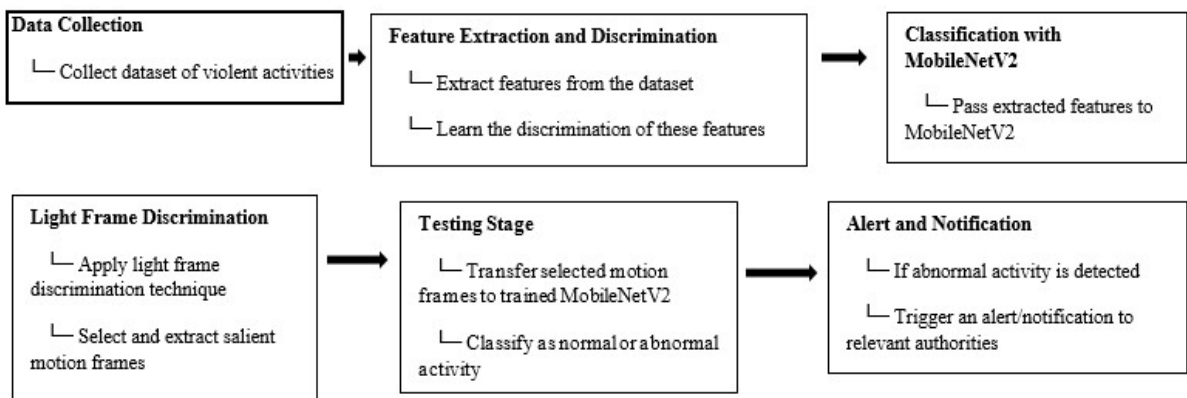 Data Collection
Collect dataset of violent activities
Feature Extraction and Discrimination
Extract features from the dataset
Learn the discrimination of these features
Classification with
MobileNetV2
Pass extracted features to
MobileNetV2
Light Frame Discrimination
Apply light frame
discrimination technique
Select and extract salient
motion frames
Testing Stage
Transfer selected motion
frames to trained MobileNetV2
Classify as normal or abnormal
activity
Alert and Notification
If abnormal activity is detected
Trigger an alert/notification to
relevant authorities